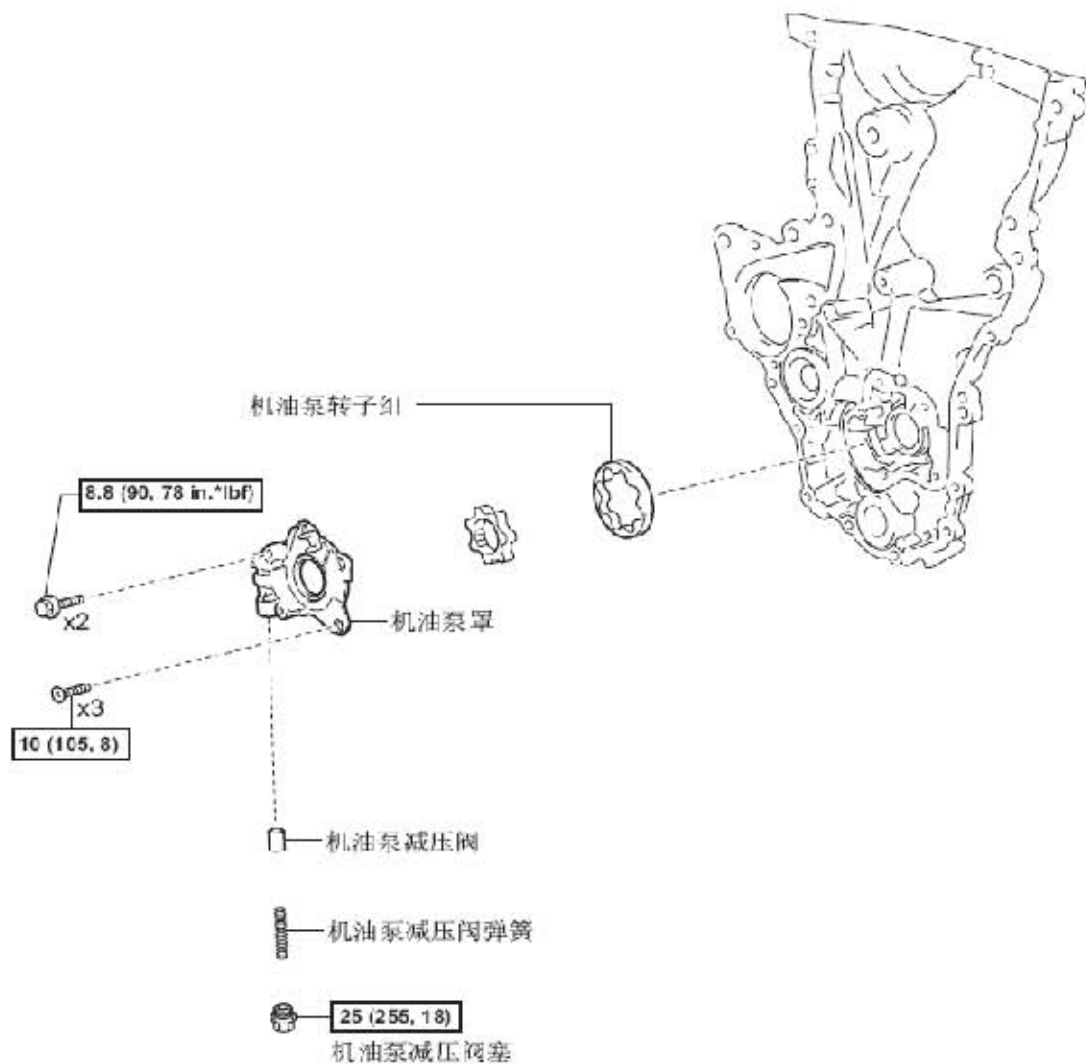 机油泵转子组
8.8 (90, 78 in.*lbf)
x2
机油泵罩
x3
10 (105, 8)
机油泵减压阀
机油泵减压阀弹簧
25 (255, 18)
机油泵减压阀塞